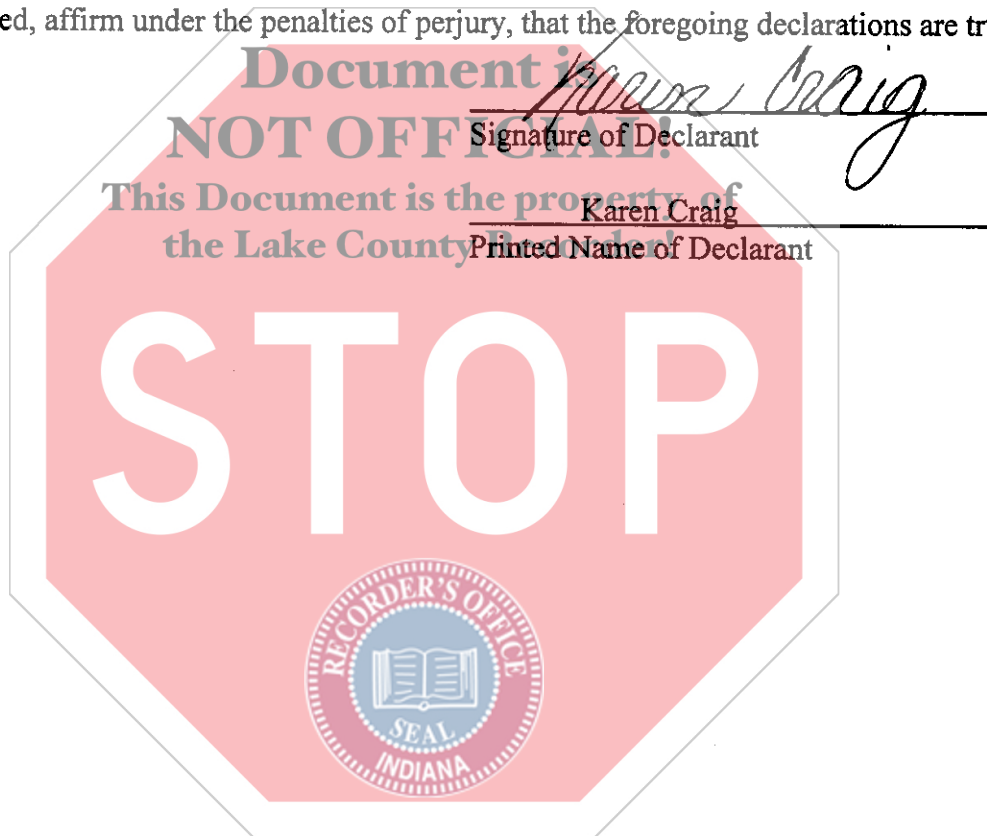 ed, affirm under the penalties of perjury, that the foregoing declarations are tr
Document is
Karen Craig
NOT OFFICIAL!
Signature of Declarant
This Document is the property of
Karen Craig
the Lake County Recorder!
Printed Name of Declarant
STOP
RECORDER'S OFFICE
SEAL
INDIANA